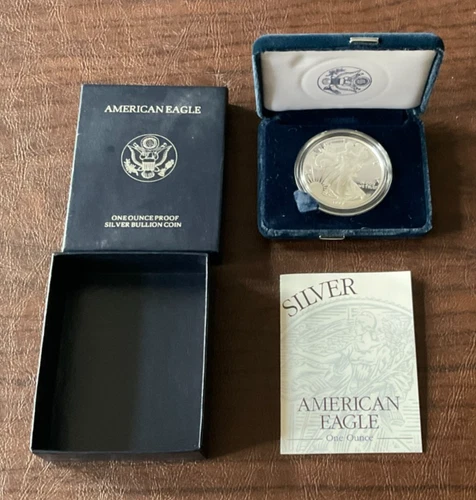 AMERICAN EAGLE
ONE OUNCE PROOF
SILVER BULLION COIN
SILVER
AMERICAN
EAGLE
One Ounce